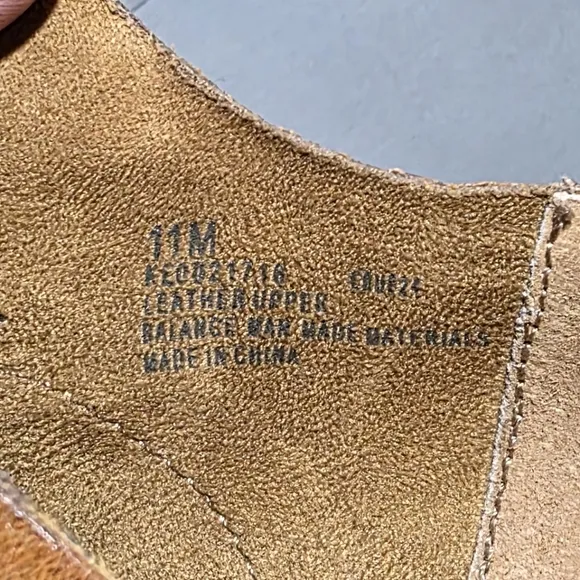 11M
LEATHER UPPER
BALANCE MAN MADE MATERIALS
MADE IN CHINA